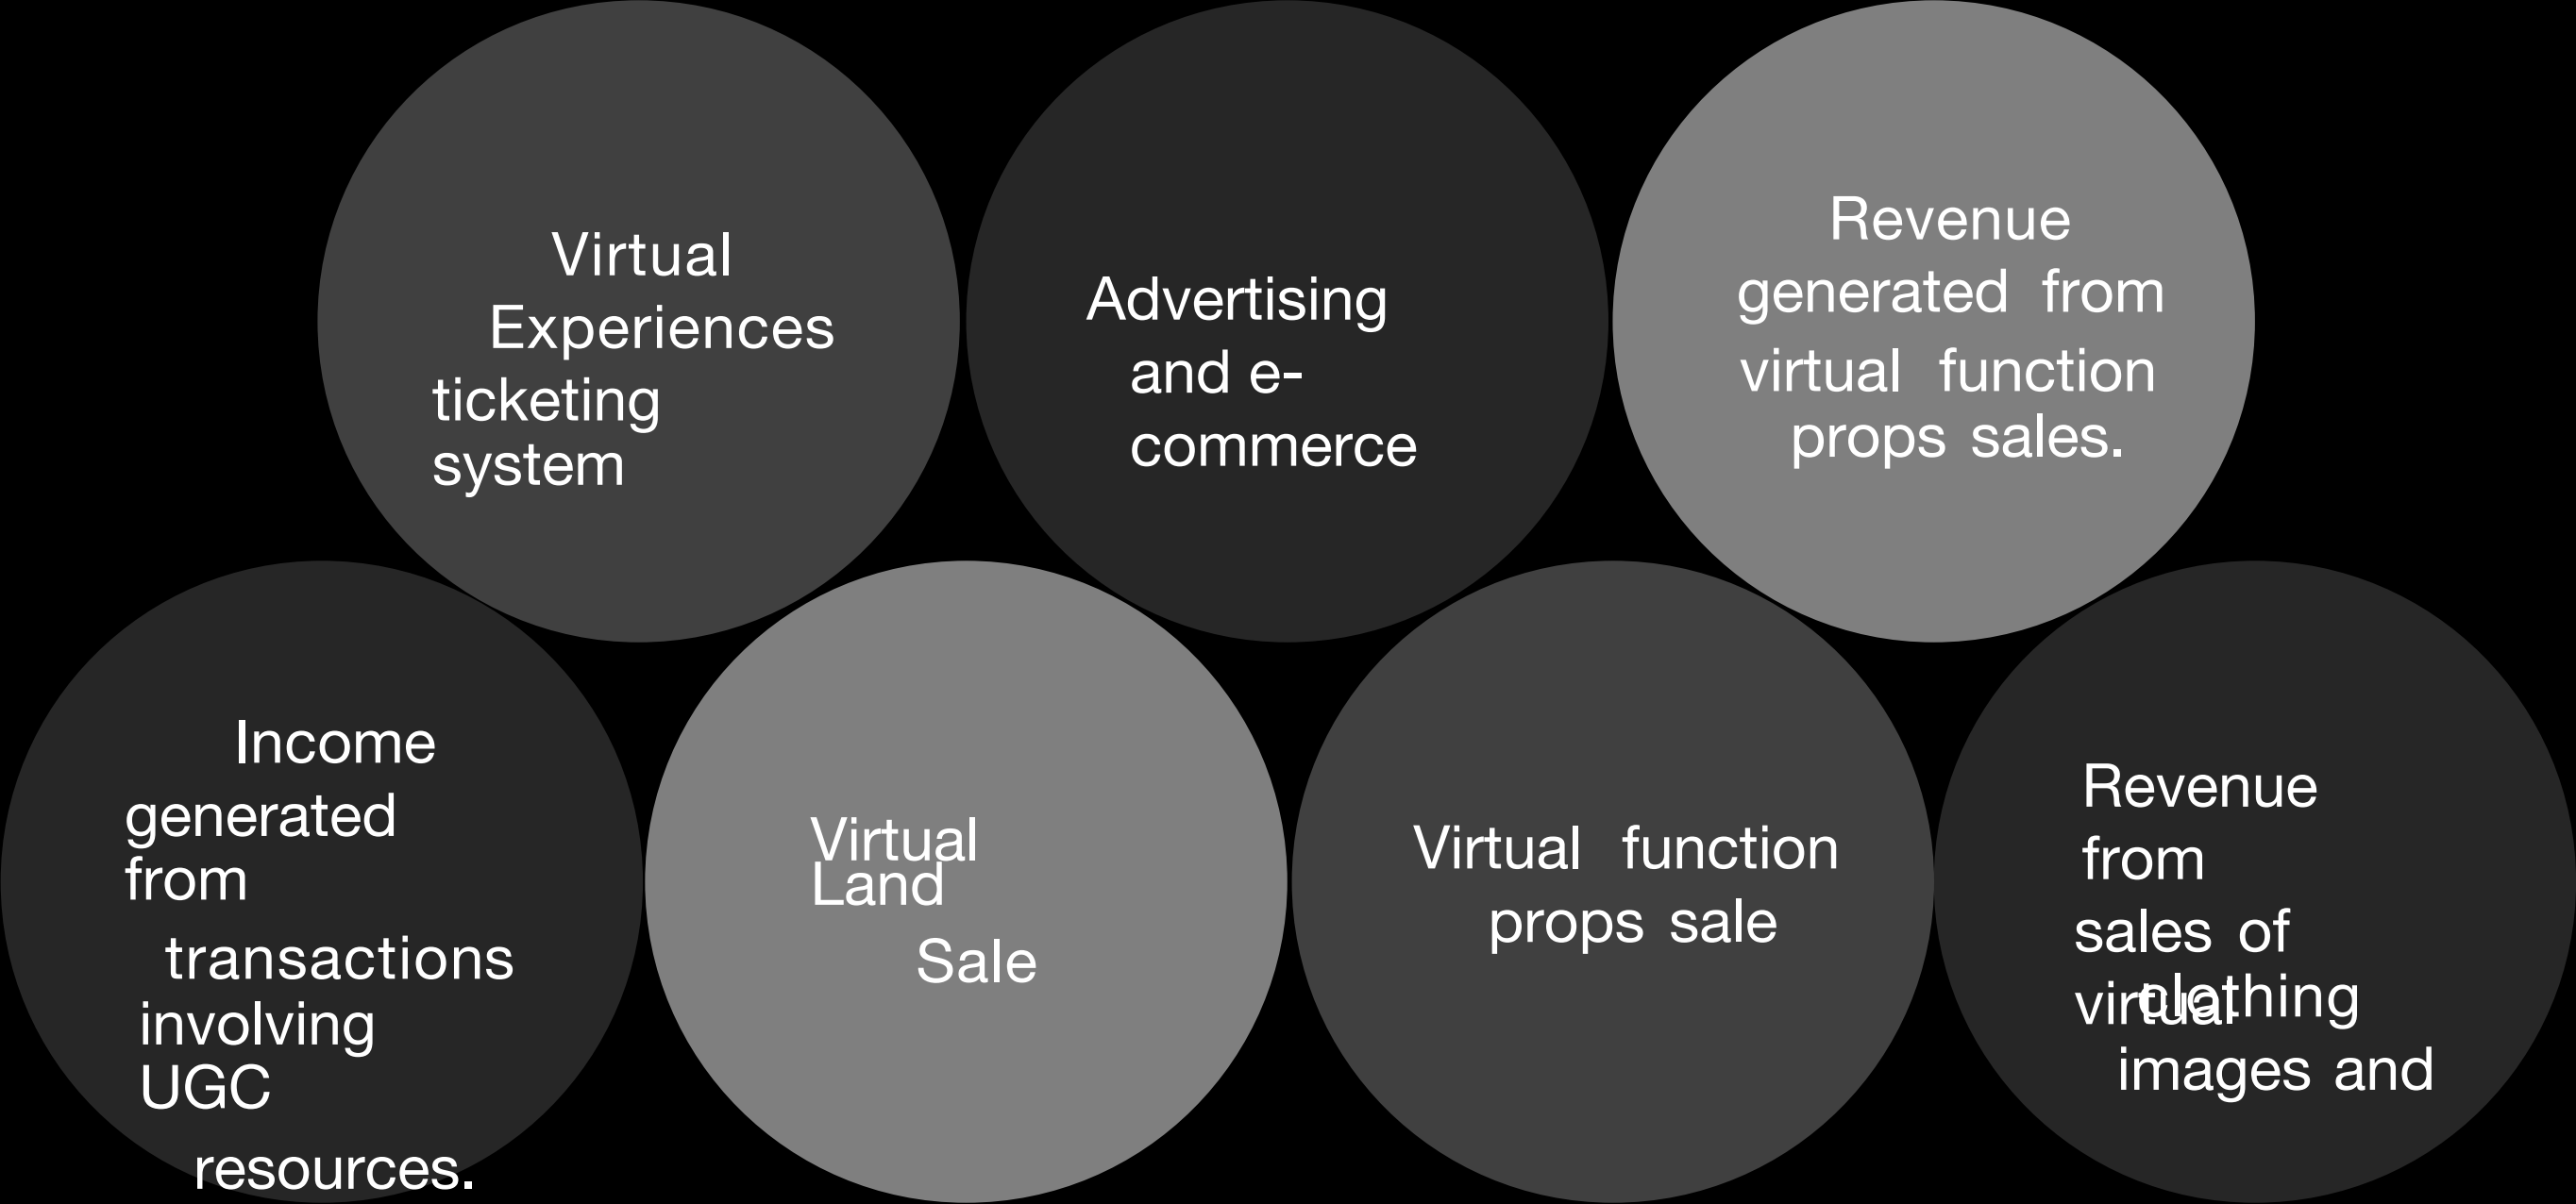 Virtual
Experiences
ticketing
system
Advertising
and e-
commerce
Revenue
generated from
virtual function
props sales.
Income
generated
from
transactions
involving
UGC
resources.
Virtual
Land
Sale
Virtual function
props sale
Revenue
from
sales of
virtual
clothing
images and